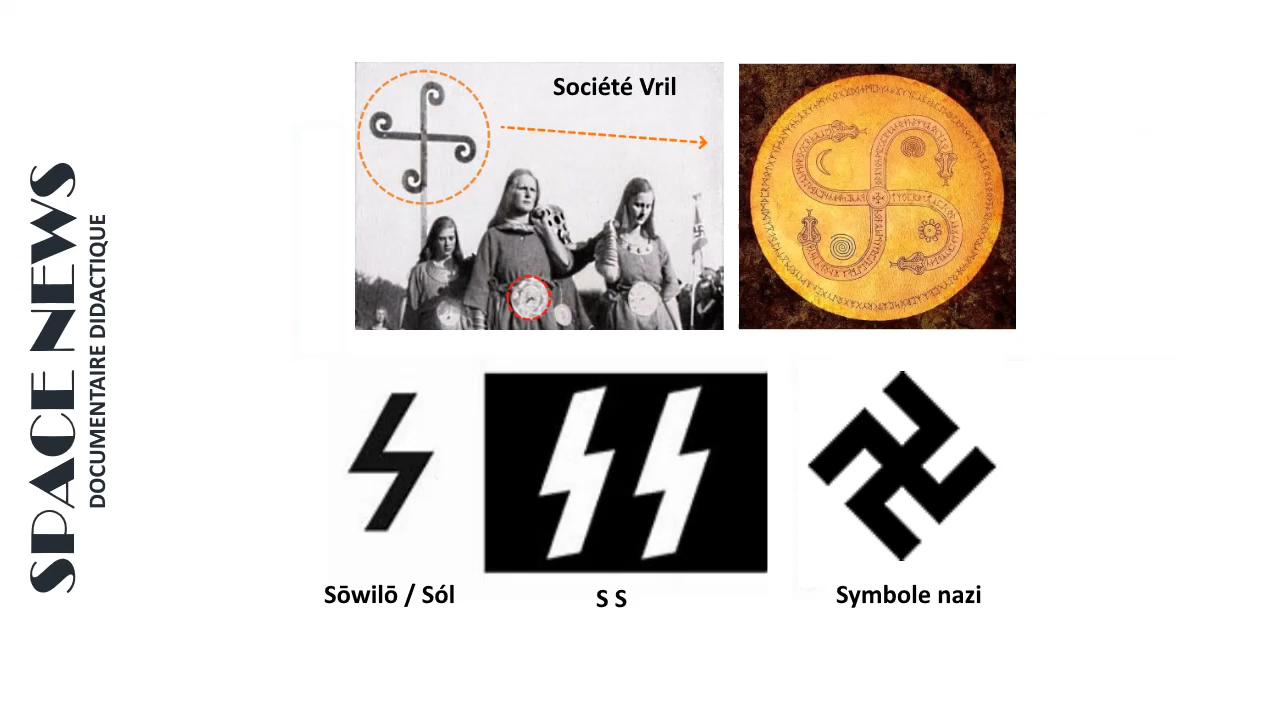 SPACE NEWS
DOCUMENTAIRE DIDACTIQUE
Société Vril
Sōwilō / Sól
S S
Symbole nazi